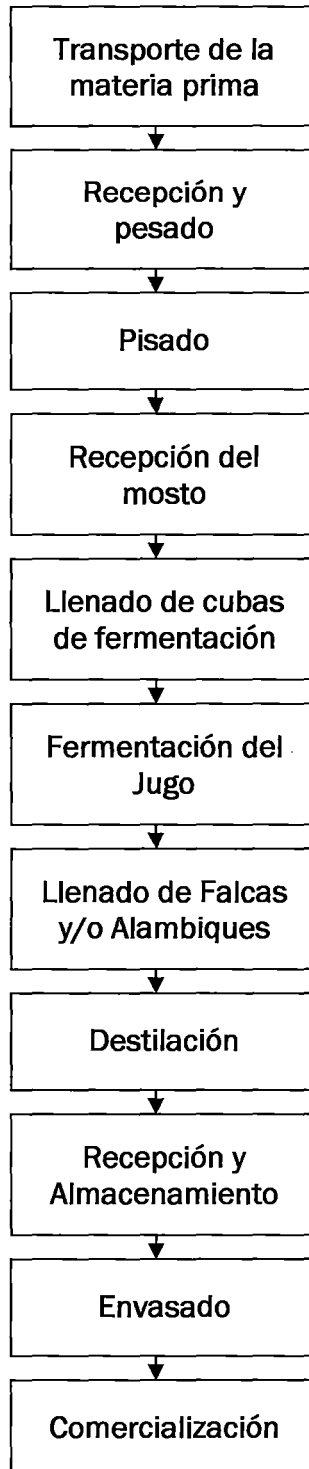 Transporte de la
materia prima
Recepción y
pesado
Pisado
Recepción del
mosto
Llenado de cubas
de fermentación
Fermentación del
Jugo
Llenado de Falcas
y/o Alambiques
Destilación
Recepción y
Almacenamiento
Envasado
Comercialización